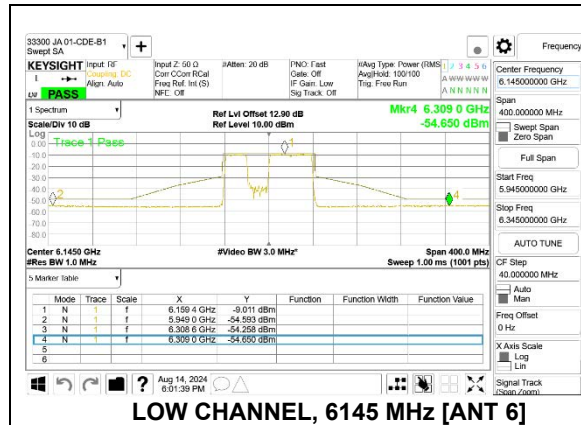 33300 JA 01-CDE-B1
Swept SA
Frequency
KEYSIGHT
Input: RF
Coupling: DC
Align: Auto
Input Z: 50 Ω
Corr CCorr RCal
Freq Ref: Int (S)
NFE: Off
#Atten: 20 dB
PNO: Fast
Gate: Off
IF Gain: Low
Sig Track: Off
#Avg Type: Power (RMS
Avg|Hold: 100/100
Trig: Free Run
1 2 3 4 5 6
A W W W W W
A N N N N N
PASS
1 Spectrum
Scale/Div 10 dB
Log
Ref Lvl Offset 12.90 dB
Ref Level 10.00 dBm
Mkr4 6.309 0 GHz
-54.650 dBm
Trace 1 Pass
0.00
-10.0
-20.0
-30.0
-40.0
-50.0
-60.0
-70.0
-80.0
1
2
4
Center 6.1450 GHz
#Res BW 1.0 MHz
#Video BW 3.0 MHz*
Span 400.0 MHz
Sweep 1.00 ms (1001 pts)
5 Marker Table
Mode Trace Scale X Y Function Function Width Function Value
1 N 1 f 6.159 4 GHz -9.011 dBm
2 N 1 f 5.949 0 GHz -54.593 dBm
3 N 1 f 6.308 6 GHz -54.258 dBm
4 N 1 f 6.309 0 GHz -54.650 dBm
5
6
Center Frequency
6.145000000 GHz
Span
400.000000 MHz
Swept Span
Zero Span
Full Span
Start Freq
5.945000000 GHz
Stop Freq
6.345000000 GHz
AUTO TUNE
CF Step
40.000000 MHz
Auto
Man
Freq Offset
0 Hz
X Axis Scale
Log
Lin
Signal Track
(Span Zoom)
Aug 14, 2024
6:01:39 PM
LOW CHANNEL, 6145 MHz [ANT 6]